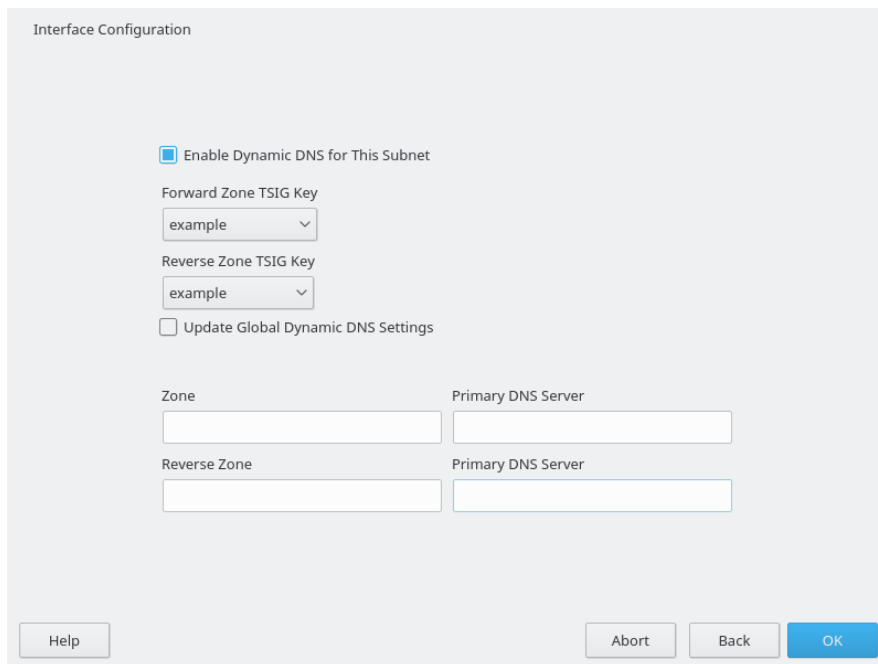 Interface Configuration
Enable Dynamic DNS for This Subnet
Forward Zone TSIG Key
example
Reverse Zone TSIG Key
example
Update Global Dynamic DNS Settings
Zone Primary DNS Server
Reverse Zone Primary DNS Server
Help Abort Back OK